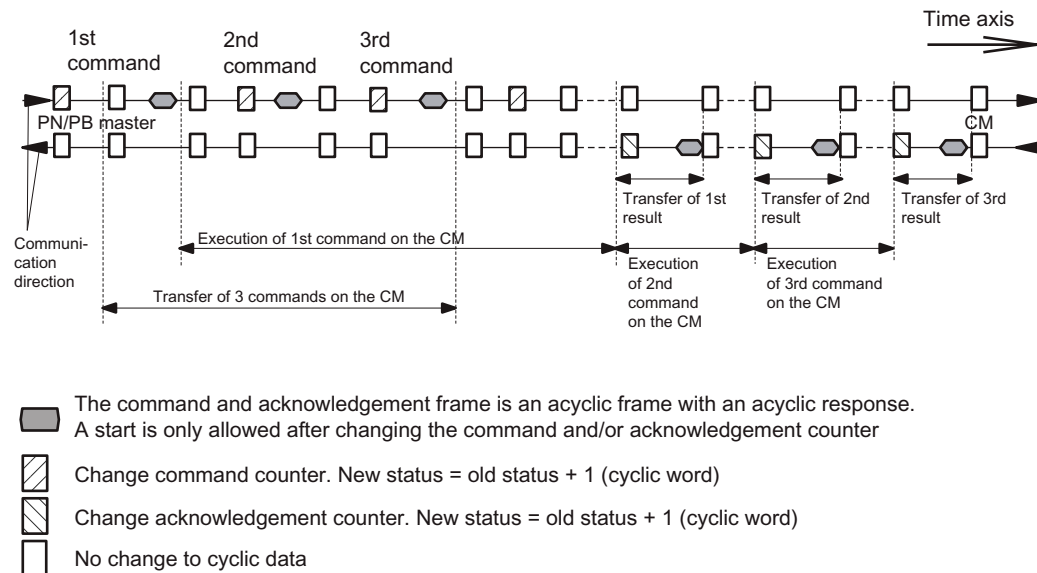 Time axis
1st
command
2nd
command
3rd
command
PN/PB master
CM
Transfer of 1st
result
Transfer of 2nd
result
Transfer of 3rd
result
Communi-
cation
direction
Execution of 1st command on the CM
Execution
of 2nd
command
on the CM
Execution
of 3rd command
on the CM
Transfer of 3 commands on the CM
The command and acknowledgement frame is an acyclic frame with an acyclic response.
A start is only allowed after changing the command and/or acknowledgement counter
Change command counter. New status = old status + 1 (cyclic word)
Change acknowledgement counter. New status = old status + 1 (cyclic word)
No change to cyclic data